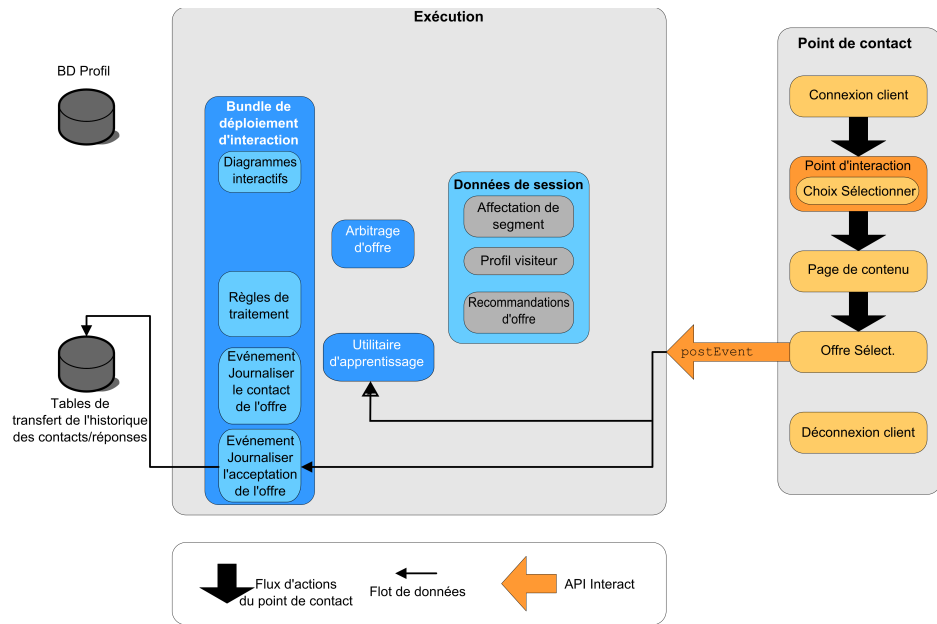 Exécution
Point de contact
BD Profil
Connexion client
Bundle de
déploiement
d'interaction
Diagrammes
interactifs
Point d'interaction
Choix Sélectionner
Données de session
Affectation de
segment
Arbitrage
d'offre
Profil visiteur
Page de contenu
Règles de
traitement
Recommandations
d'offre
Utilitaire
d'apprentissage
postEvent
Offre Sélect.
Evénement
Journaliser
le contact
de l'offre
Tables de
transfert de l'historique
des contacts/réponses
Déconnexion client
Evénement
Journaliser
l'acceptation
de l'offre
Flux d'actions
du point de contact
Flot de données
API Interact